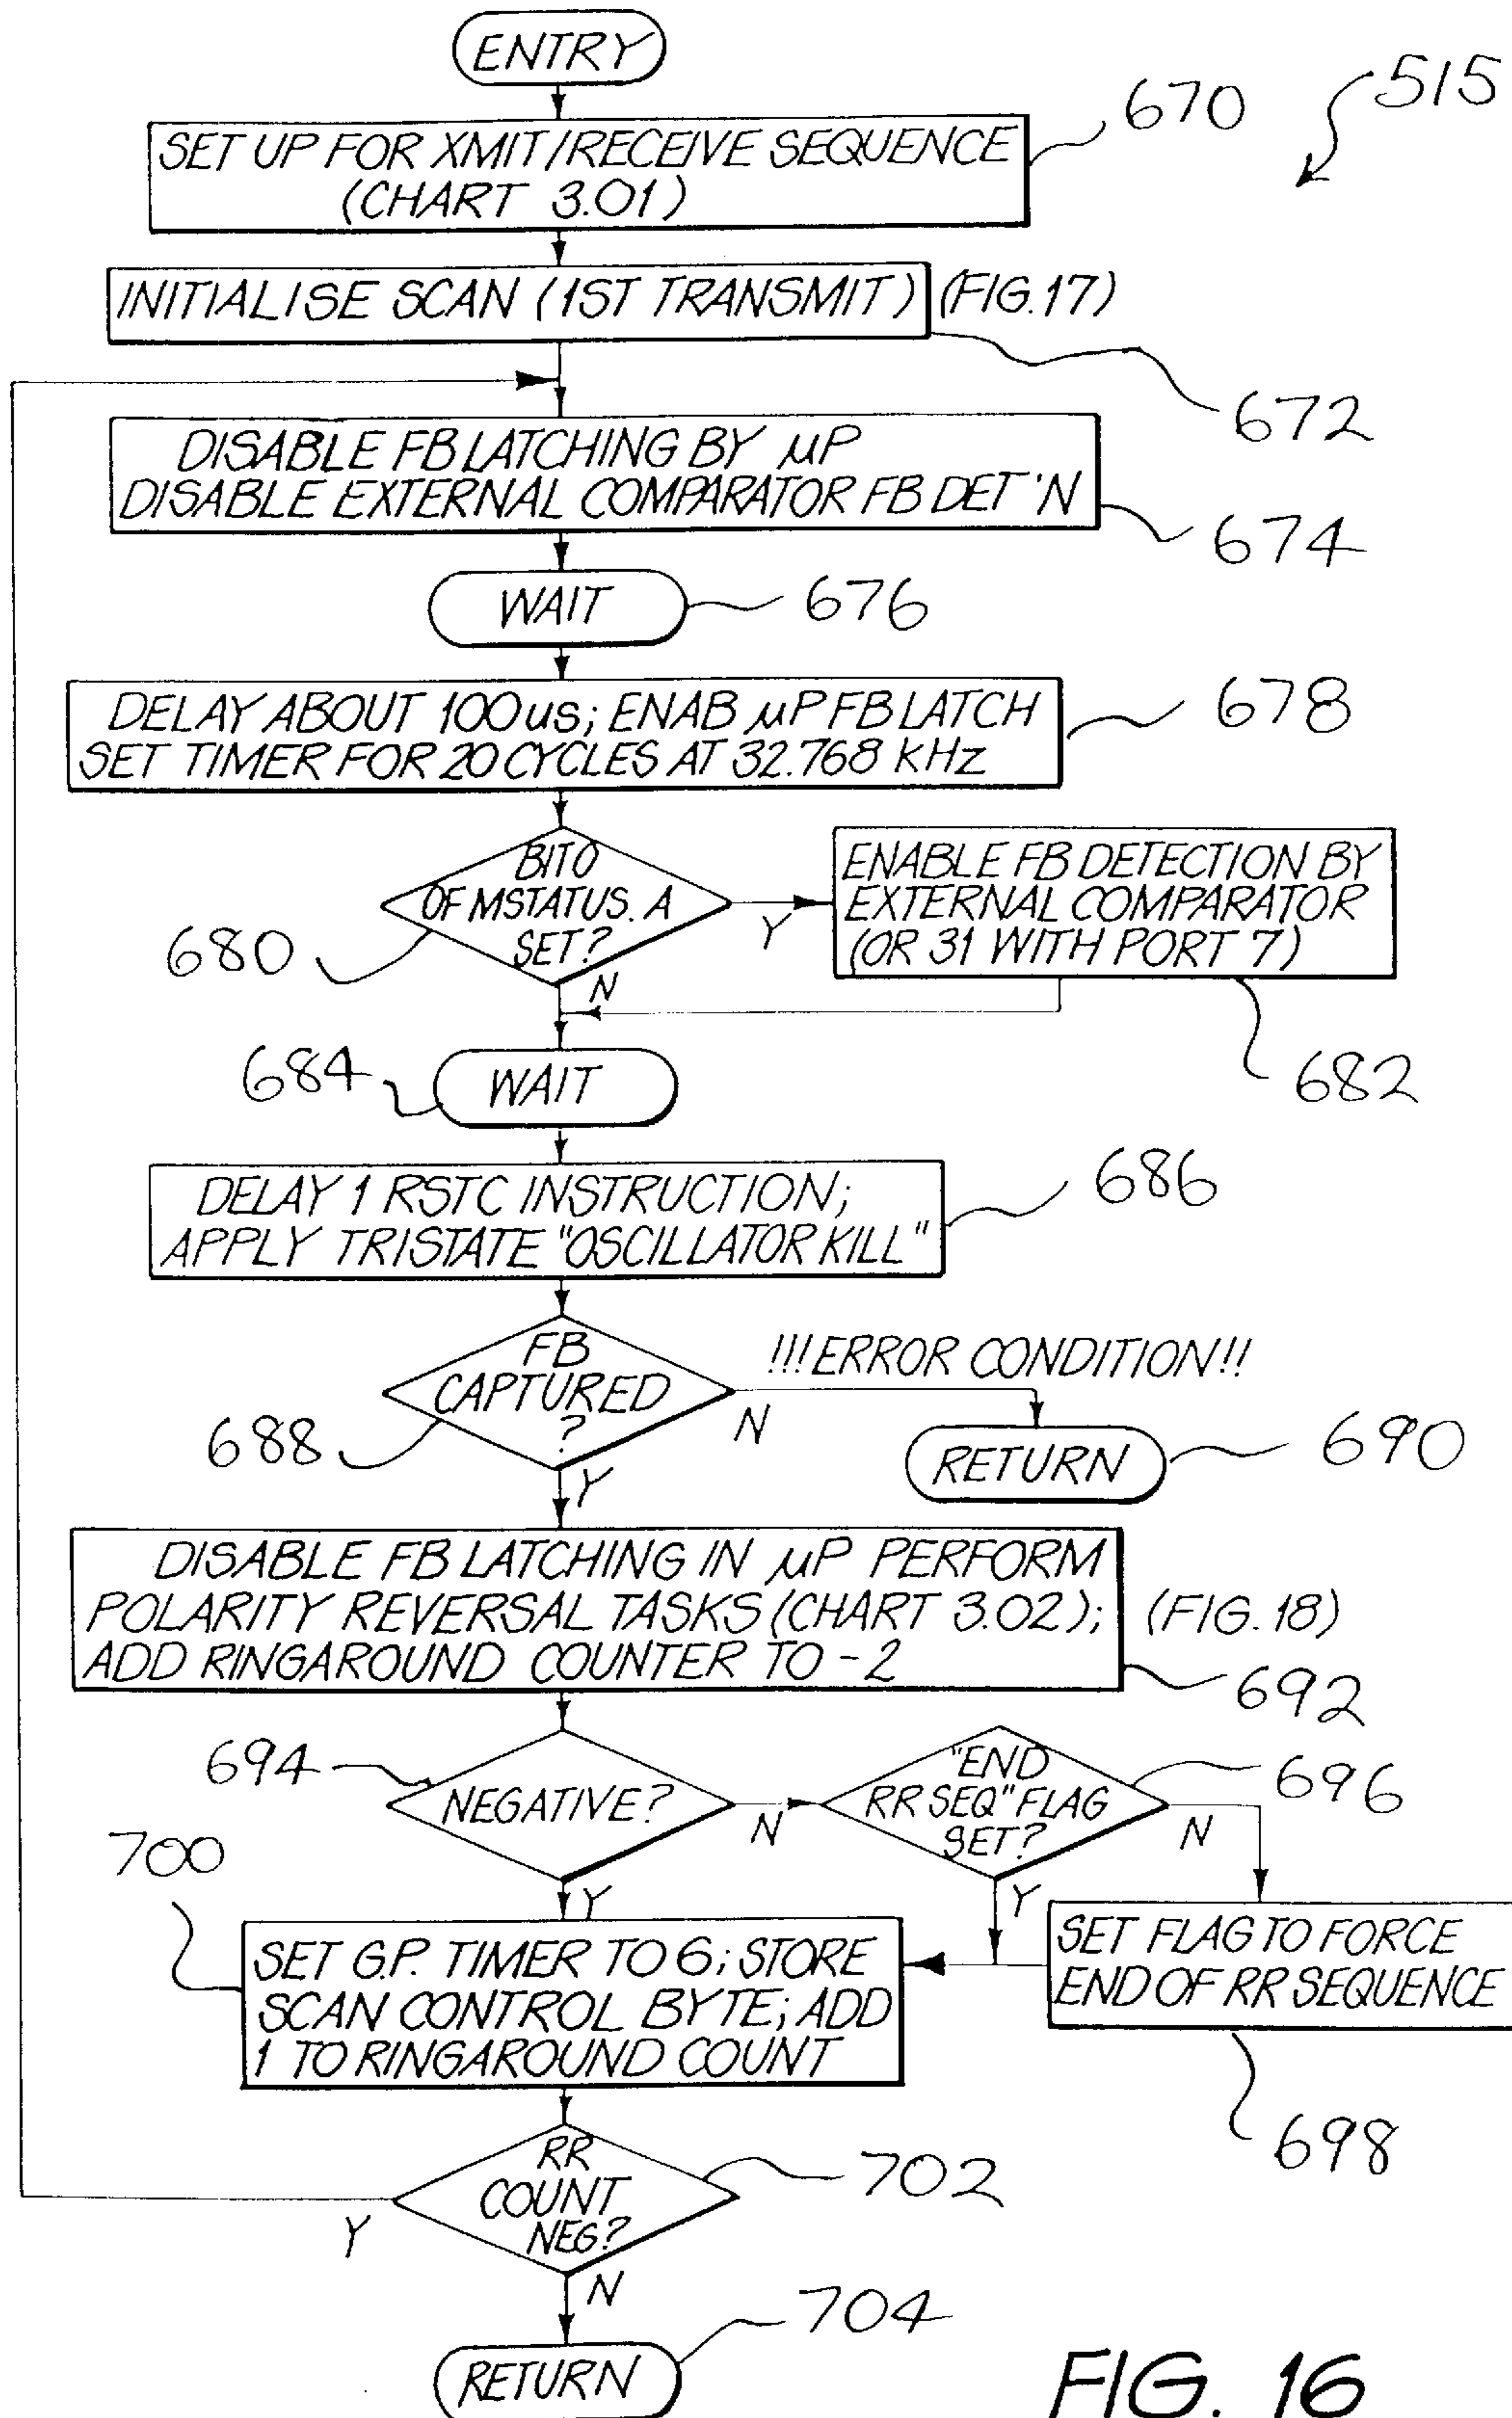 ENTRY
515
670
SET UP FOR XMIT/RECEIVE SEQUENCE
(CHART 3.01)
INITIALISE SCAN (1ST TRANSMIT) (FIG. 17)
672
DISABLE FB LATCHING BY μP
DISABLE EXTERNAL COMPARATOR FB DET'N
674
WAIT
676
DELAY ABOUT 100us; ENAB μP FB LATCH
SET TIMER FOR 20 CYCLES AT 32.768 KHz
678
BIT0
OF MSTATUS. A
SET?
Y
N
680
ENABLE FB DETECTION BY
EXTERNAL COMPARATOR
(OR 31 WITH PORT 7)
682
684
WAIT
DELAY 1 RSTC INSTRUCTION;
APPLY TRISTATE "OSCILLATOR KILL"
686
FB
CAPTURED
?
!!!ERROR CONDITION!!
N
688
Y
RETURN
690
DISABLE FB LATCHING IN μP PERFORM
POLARITY REVERSAL TASKS (CHART 3.02);
ADD RINGAROUND COUNTER TO -2
(FIG. 18)
692
694
NEGATIVE?
N
Y
"END
RR SEQ" FLAG
SET?
696
N
Y
700
SET G.P. TIMER TO 6; STORE
SCAN CONTROL BYTE; ADD
1 TO RINGAROUND COUNT
SET FLAG TO FORCE
END OF RR SEQUENCE
698
RR
COUNT
NEG?
702
Y
N
704
RETURN
FIG. 16